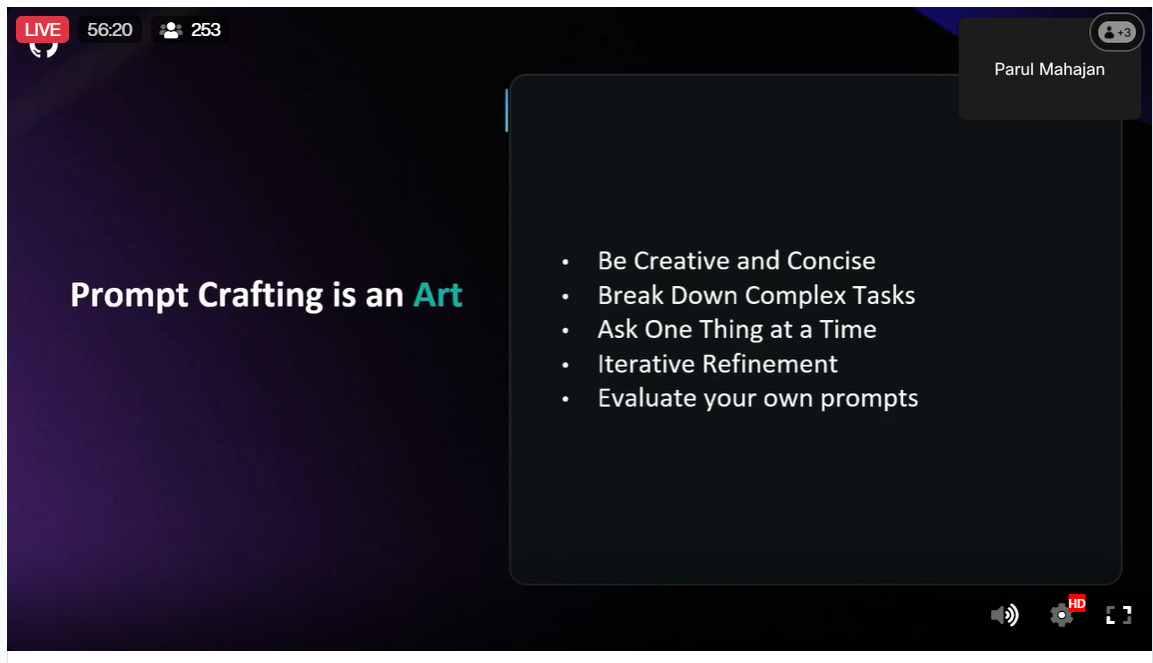 LIVE 56:20 253
+3
Parul Mahajan
Prompt Crafting is an Art
• Be Creative and Concise
• Break Down Complex Tasks
• Ask One Thing at a Time
• Iterative Refinement
• Evaluate your own prompts
HD